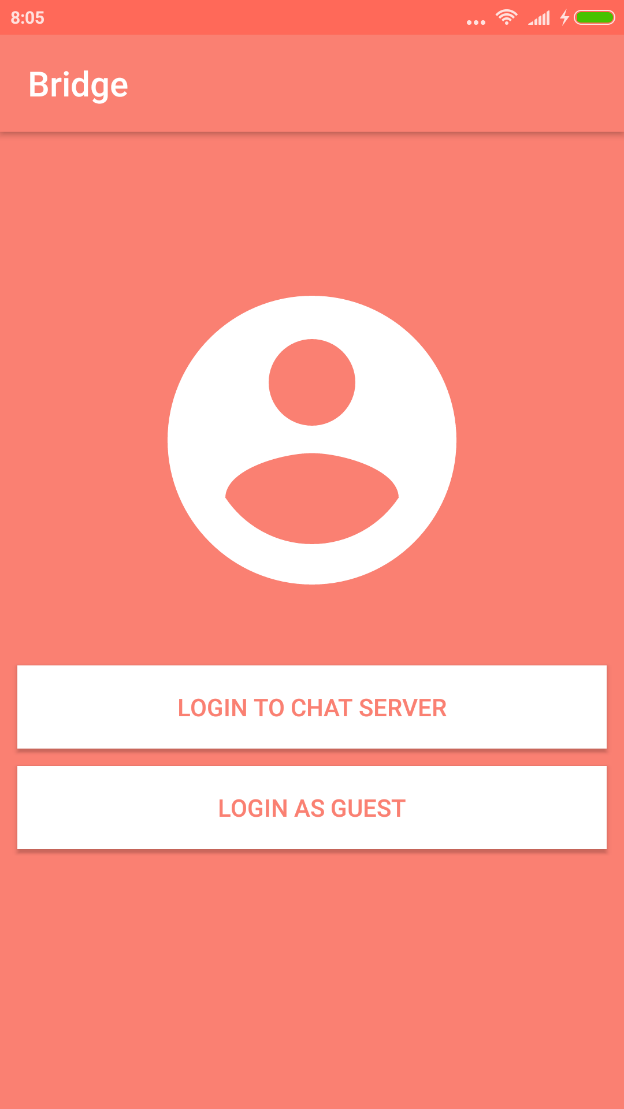 8:05
Bridge
LOGIN TO CHAT SERVER
LOGIN AS GUEST